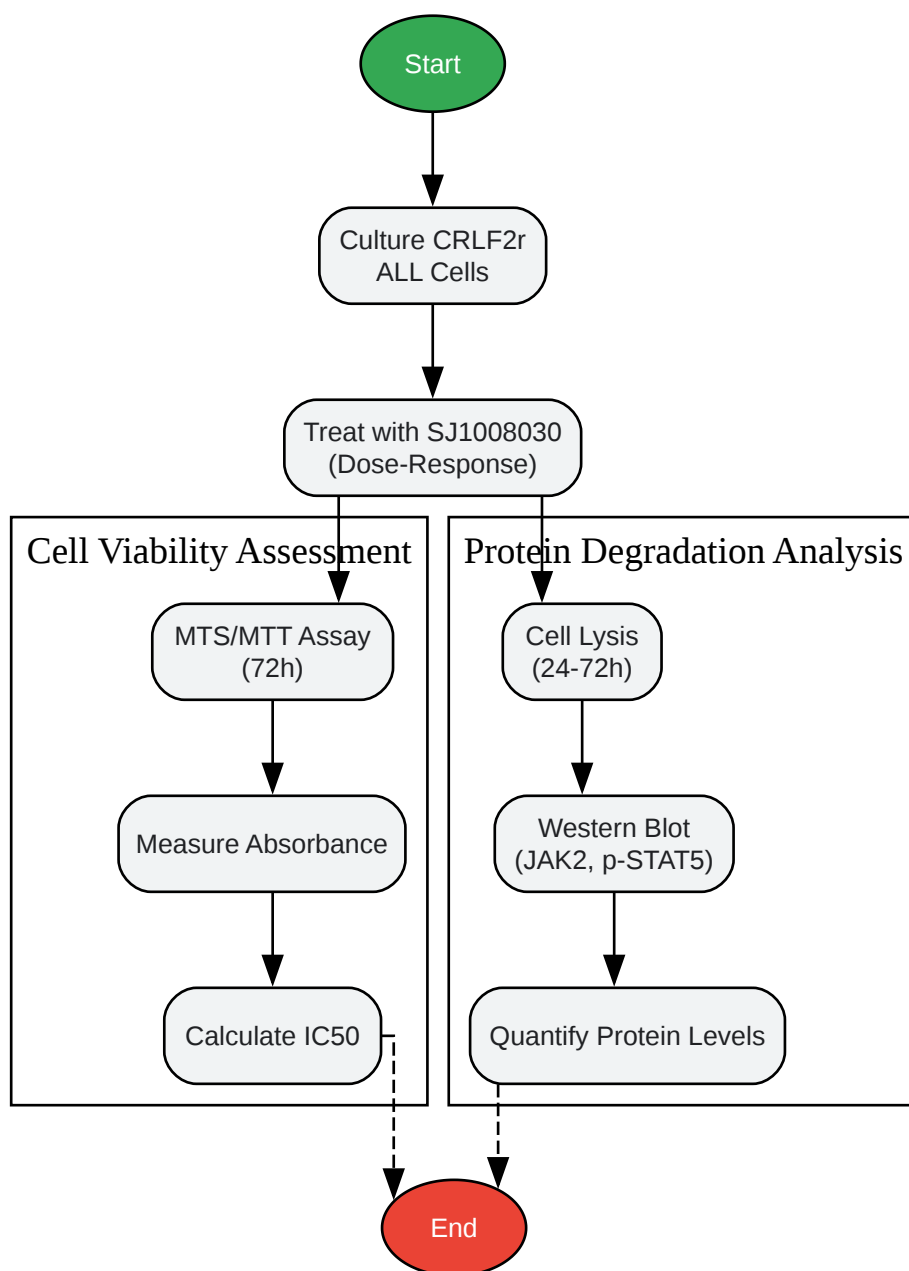 Start
Culture CRLF2r
ALL Cells
Treat with SJ1008030
(Dose-Response)
Cell Viability Assessment
MTS/MTT Assay
(72h)
Measure Absorbance
Calculate IC50
Protein Degradation Analysis
Cell Lysis
(24-72h)
Western Blot
(JAK2, p-STAT5)
Quantify Protein Levels
End